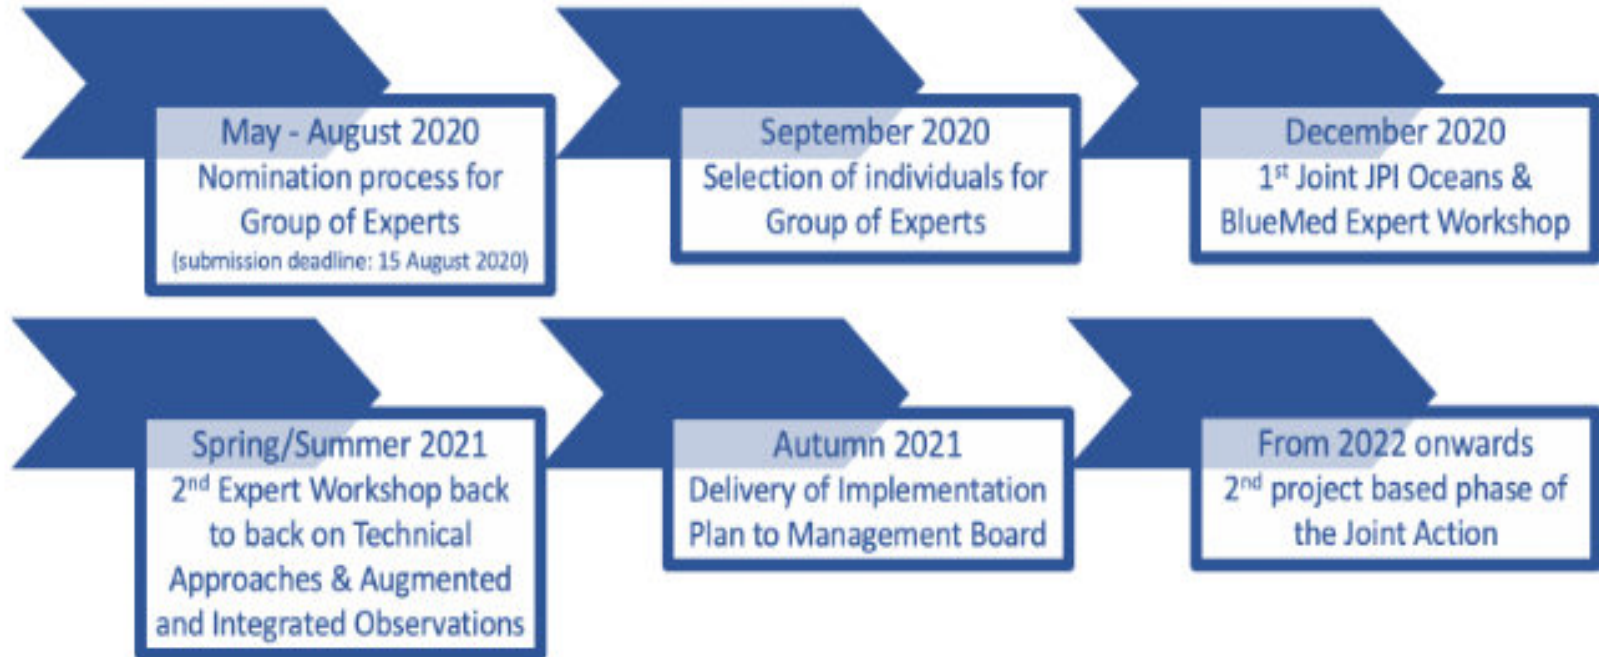 May - August 2020
Nomination process for
Group of Experts
(submission deadline: 15 August 2020)
September 2020
Selection of individuals for
Group of Experts
December 2020
1st Joint JPI Oceans &
BlueMed Expert Workshop
Spring/Summer 2021
2nd Expert Workshop back
to back on Technical
Approaches & Augmented
and Integrated Observations
Autumn 2021
Delivery of Implementation
Plan to Management Board
From 2022 onwards
2nd project based phase of
the Joint Action